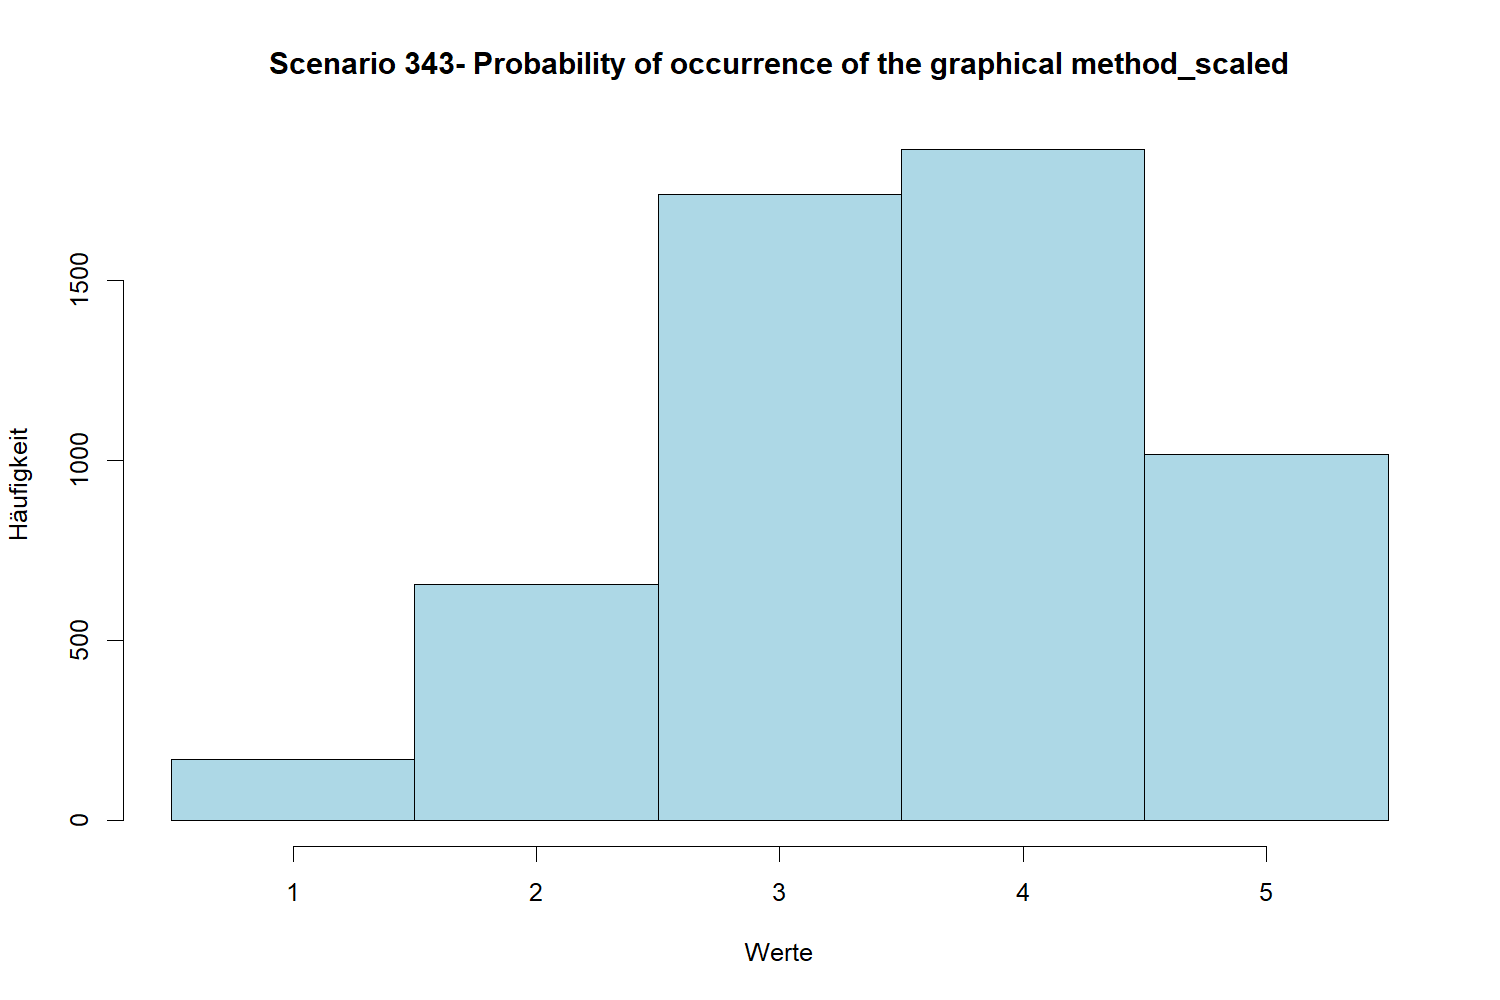 Scenario 343- Probability of occurrence of the graphical method_scaled
Häufigkeit
1500
1000
500
0
1 2 3 4 5
Werte